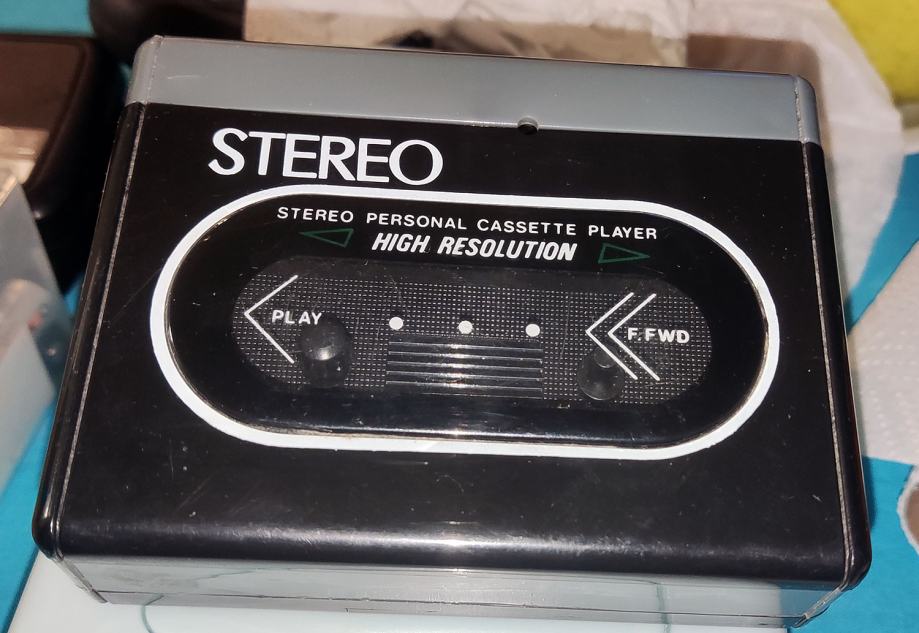 STEREO
STEREO PERSONAL CASSETTE PLAYER
HIGH RESOLUTION
PLAY
F.FWD